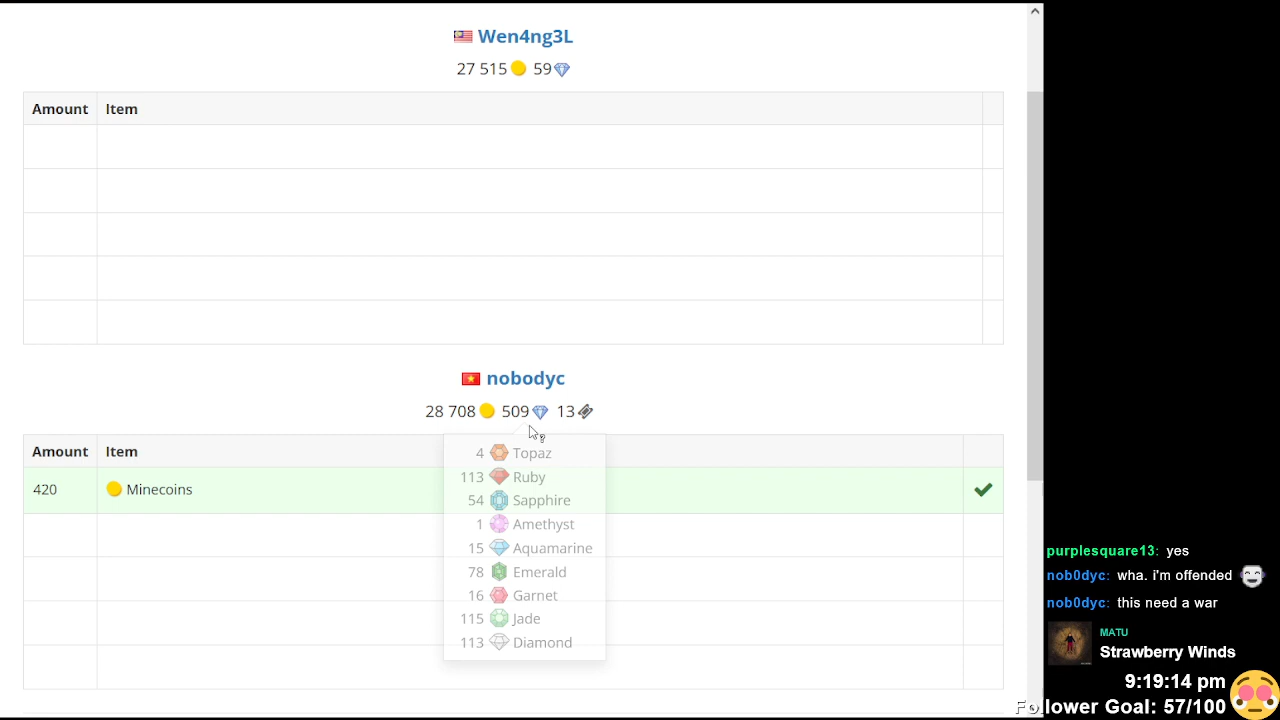 Wen4ng3L
27 515 59
Amount Item
nobodyc
28 708 509 13
Amount Item
420 Minecoins
4 Topaz
113 Ruby
54 Sapphire
1 Amethyst
15 Aquamarine
78 Emerald
16 Garnet
115 Jade
113 Diamond
purplesquare13: yes
nob0dyc: wha. i'm offended
nob0dyc: this need a war
MATU
Strawberry Winds
9:19:14 pm
Follower Goal: 57/100